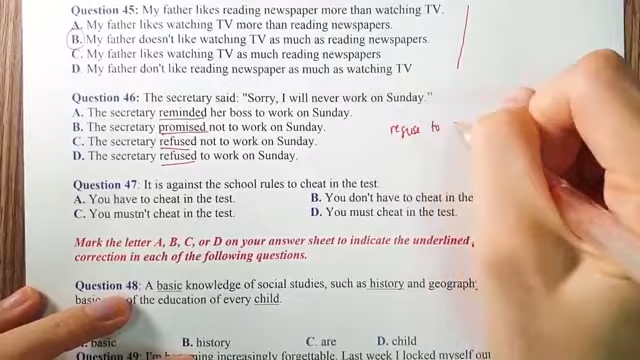 Question 45: My father likes reading newspaper more than watching TV.
A. My father likes watching TV more than reading newspapers.
B. My father doesn't like watching TV as much as reading newspapers.
C. My father likes watching TV as much reading newspapers
D. My father don't like reading newspaper as much as watching TV
Question 46: The secretary said: "Sorry, I will never work on Sunday."
A. The secretary reminded her boss to work on Sunday.
B. The secretary promised not to work on Sunday.
C. The secretary refused not to work on Sunday.
D. The secretary refused to work on Sunday.
refuse to
Question 47: It is against the school rules to cheat in the test.
A. You have to cheat in the test. B. You don't have to cheat in the
C. You mustn't cheat in the test. D. You must cheat in the test.
Mark the letter A, B, C, or D on your answer sheet to indicate the underlined
correction in each of the following questions.
Question 48: A basic knowledge of social studies, such as history and geography
of the education of every child.
basic B. history C. are D. child
Question 49: I'm increasingly forgettable. Last week I locked myself out